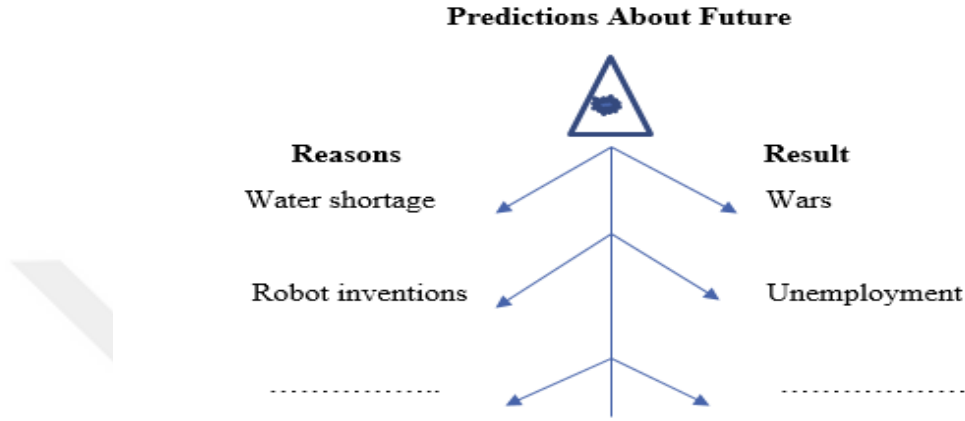 Predictions About Future
Reasons Result
Water shortage Wars
Robot inventions Unemployment
................. ...................